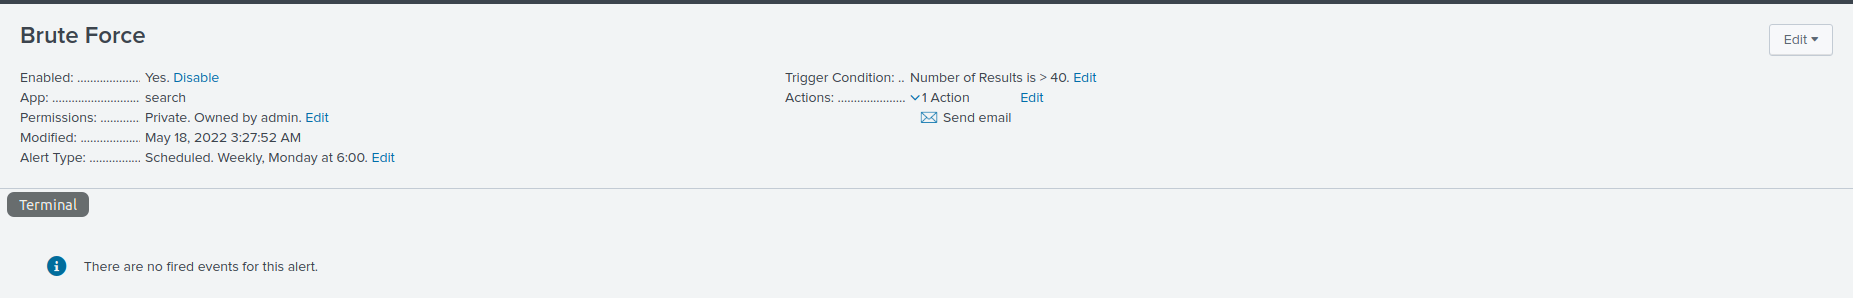 Brute Force
Edit
Enabled: ................... Yes. Disable
App: .......................... search
Permissions: ............ Private. Owned by admin. Edit
Modified: .................. May 18, 2022 3:27:52 AM
Alert Type: ............... Scheduled. Weekly, Monday at 6:00. Edit
Trigger Condition: .. Number of Results is > 40. Edit
Actions: .................... 1 Action Edit
Send email
Terminal
There are no fired events for this alert.